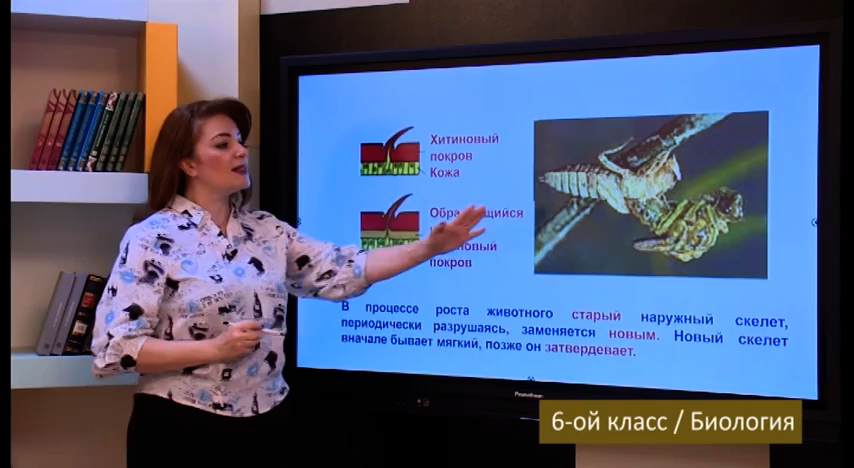 Хитиновый
покров
Кожа
покров
В процессе роста животного старый наружный скелет,
периодически разрушаясь, заменяется новым. Новый скелет
вначале бывает мягкий, позже он затвердевает.
Promethean
6-ой класс / Биология